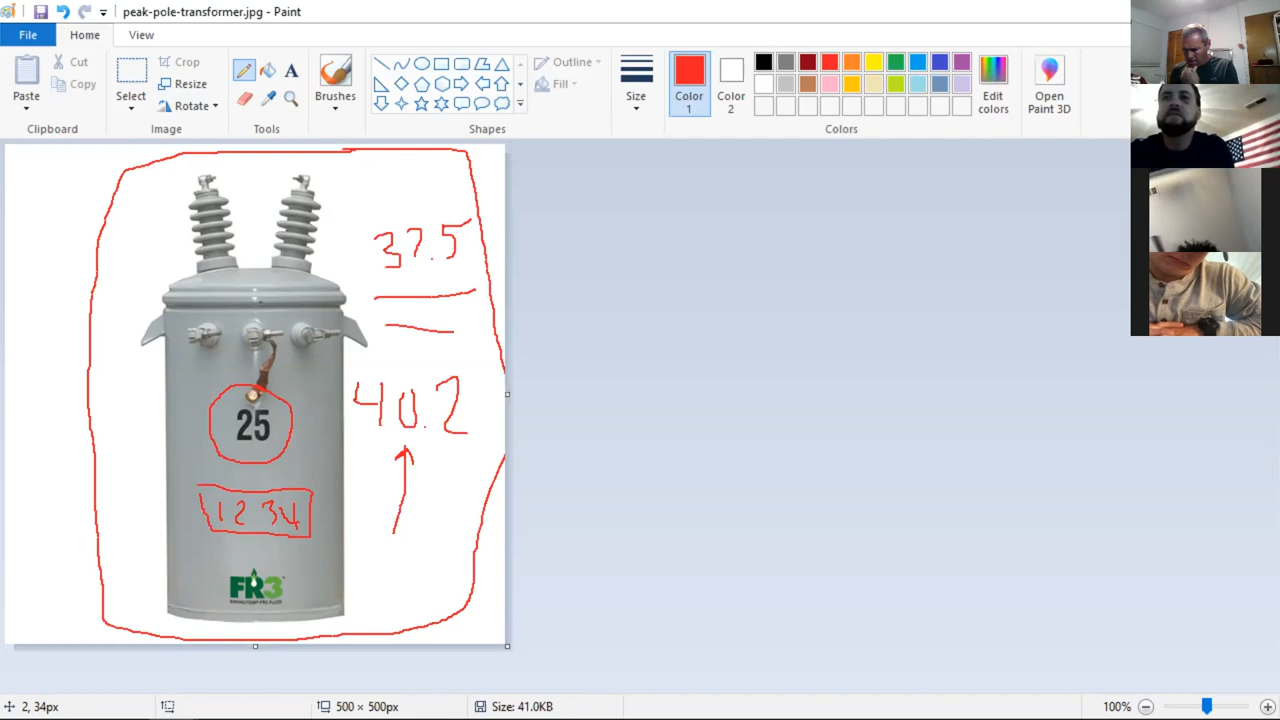 peak-pole-transformer.jpg - Paint
File
Home
View
Paste
Cut
Copy
Clipboard
Select
Crop
Resize
Rotate
Image
A
Tools
Brushes
Shapes
Outline
Fill
Size
Color
1
Color
2
Colors
Edit
colors
Open
Paint 3D
37.5
40.2
25
1234
FR3
2, 34px
500 × 500px
Size: 41.0KB
100%